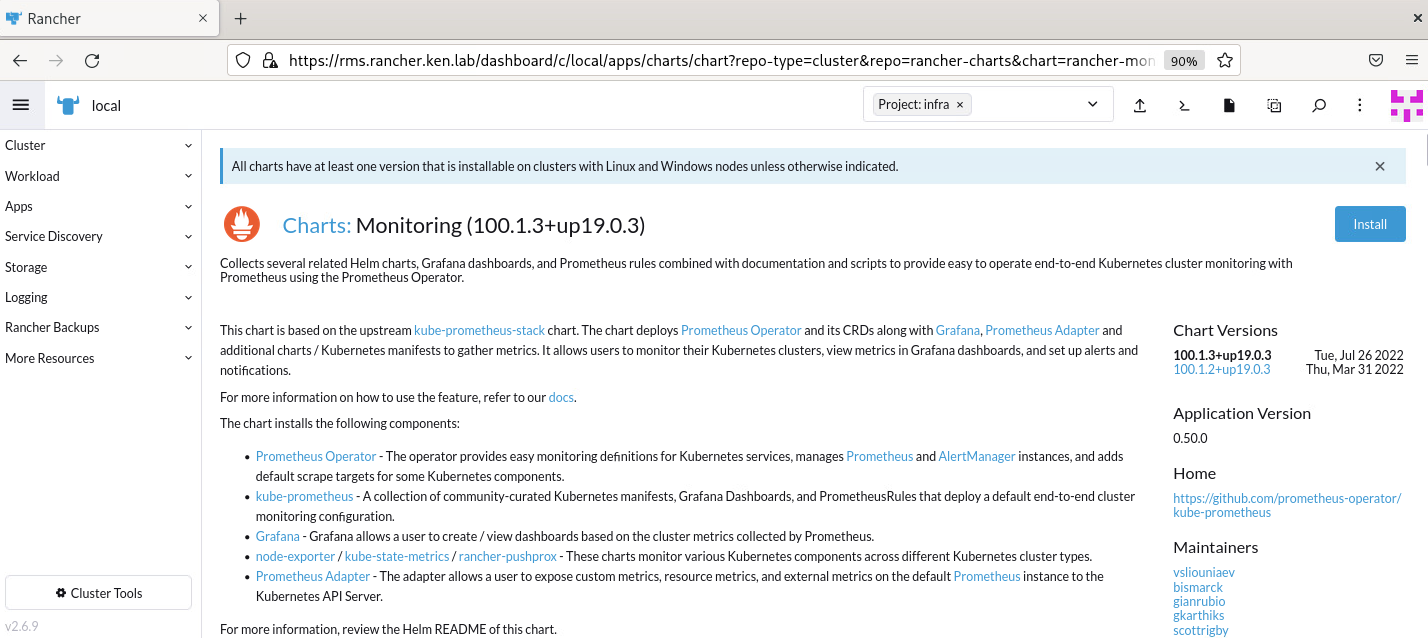 Rancher
https://rms.rancher.ken.lab/dashboard/c/local/apps/charts/chart?repo-type=cluster&repo=rancher-charts&chart=rancher-mon
90%
local
Project: infra ×
Cluster
Workload
Apps
Service Discovery
Storage
Logging
Rancher Backups
More Resources
Cluster Tools
v2.6.9
All charts have at least one version that is installable on clusters with Linux and Windows nodes unless otherwise indicated.
Charts: Monitoring (100.1.3+up19.0.3)
Install
Collects several related Helm charts, Grafana dashboards, and Prometheus rules combined with documentation and scripts to provide easy to operate end-to-end Kubernetes cluster monitoring with
Prometheus using the Prometheus Operator.
This chart is based on the upstream kube-prometheus-stack chart. The chart deploys Prometheus Operator and its CRDs along with Grafana, Prometheus Adapter and
additional charts / Kubernetes manifests to gather metrics. It allows users to monitor their Kubernetes clusters, view metrics in Grafana dashboards, and set up alerts and
notifications.
For more information on how to use the feature, refer to our docs.
The chart installs the following components:
• Prometheus Operator - The operator provides easy monitoring definitions for Kubernetes services, manages Prometheus and AlertManager instances, and adds
default scrape targets for some Kubernetes components.
• kube-prometheus - A collection of community-curated Kubernetes manifests, Grafana Dashboards, and PrometheusRules that deploy a default end-to-end cluster
monitoring configuration.
• Grafana - Grafana allows a user to create / view dashboards based on the cluster metrics collected by Prometheus.
• node-exporter / kube-state-metrics / rancher-pushprox - These charts monitor various Kubernetes components across different Kubernetes cluster types.
• Prometheus Adapter - The adapter allows a user to expose custom metrics, resource metrics, and external metrics on the default Prometheus instance to the
Kubernetes API Server.
For more information, review the Helm README of this chart.
Chart Versions
100.1.3+up19.0.3 Tue, Jul 26 2022
100.1.2+up19.0.3 Thu, Mar 31 2022
Application Version
0.50.0
Home
https://github.com/prometheus-operator/
kube-prometheus
Maintainers
vsliouniaev
bismarck
gianrubio
gkarthiks
scottrigby